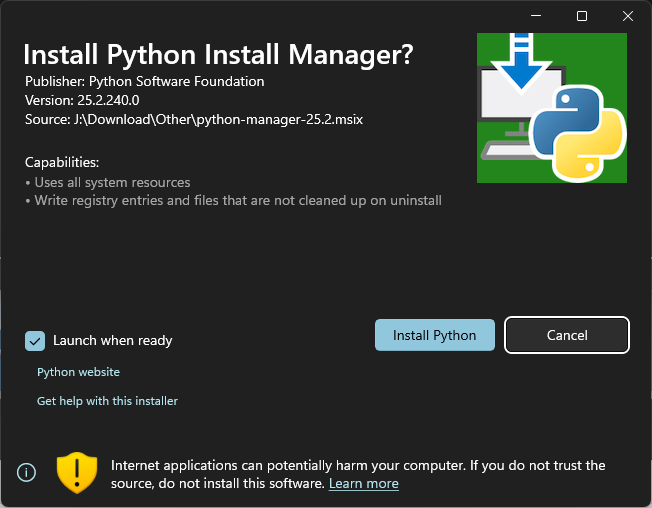 Install Python Install Manager?
Publisher: Python Software Foundation
Version: 25.2.240.0
Source: J:\Download\Other\python-manager-25.2.msix
Capabilities:
• Uses all system resources
• Write registry entries and files that are not cleaned up on uninstall
Launch when ready
Install Python
Cancel
Python website
Get help with this installer
Internet applications can potentially harm your computer. If you do not trust the
source, do not install this software. Learn more